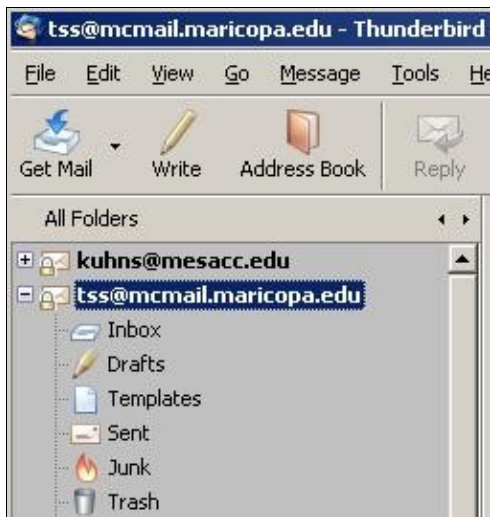 tss@mcmail.maricopa.edu - Thunderbird
File Edit View Go Message Tools He
Get Mail Write Address Book Reply
All Folders
kuhns@mesacc.edu
tss@mcmail.maricopa.edu
Inbox
Drafts
Templates
Sent
Junk
Trash